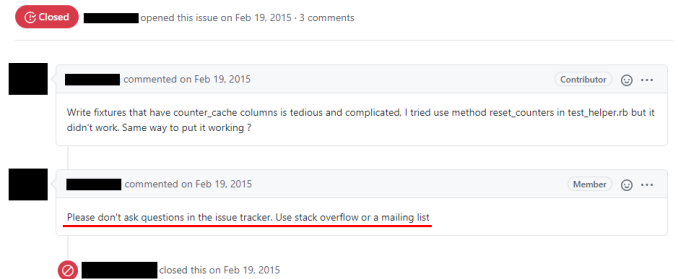 Closed opened this issue on Feb 19, 2015 · 3 comments
commented on Feb 19, 2015 Contributor
Write fixtures that have counter_cache columns is tedious and complicated, I tried use method reset_counters in test_helper.rb but it
didn't work. Same way to put it working ?
commented on Feb 19, 2015 Member
Please don't ask questions in the issue tracker. Use stack overflow or a mailing list
closed this on Feb 19, 2015